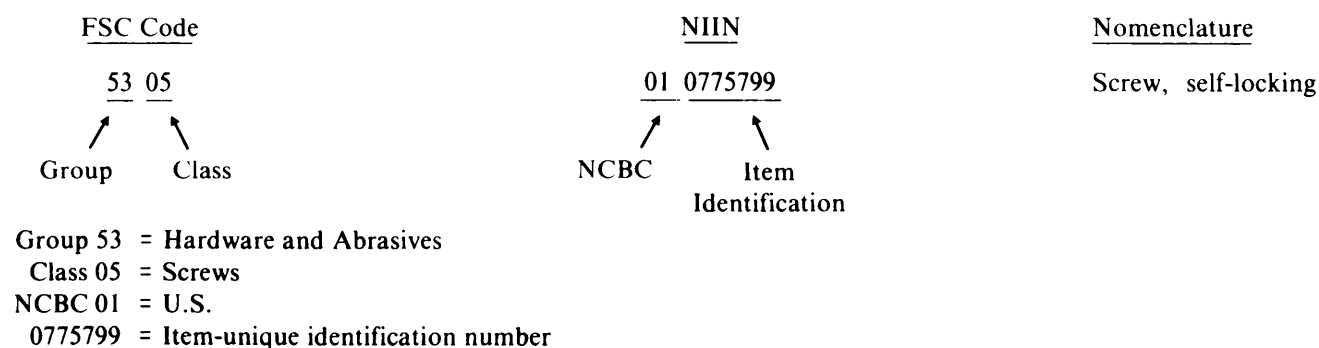 FSC Code NIIN Nomenclature
53 05 01 0775799 Screw, self-locking
Group Class NCBC Item
Identification
Group 53 = Hardware and Abrasives
Class 05 = Screws
NCBC 01 = U.S.
0775799 = Item-unique identification number